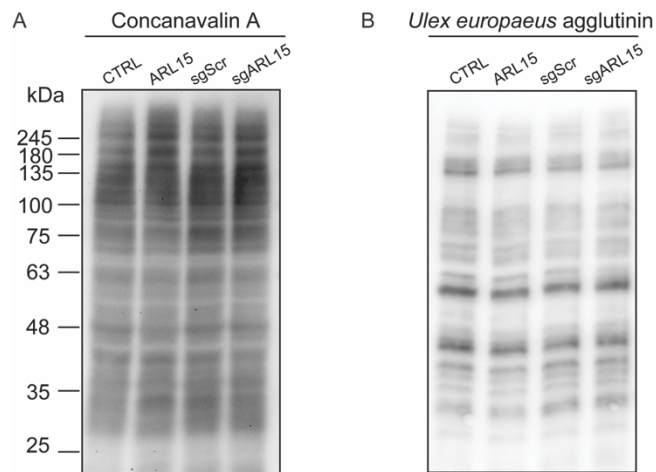 A
Concanavalin A
CTRL ARL15 sgScr sgARL15
kDa
245
180
135
100
75
63
48
35
25
B
Ulex europaeus agglutinin
CTRL ARL15 sgScr sgARL15